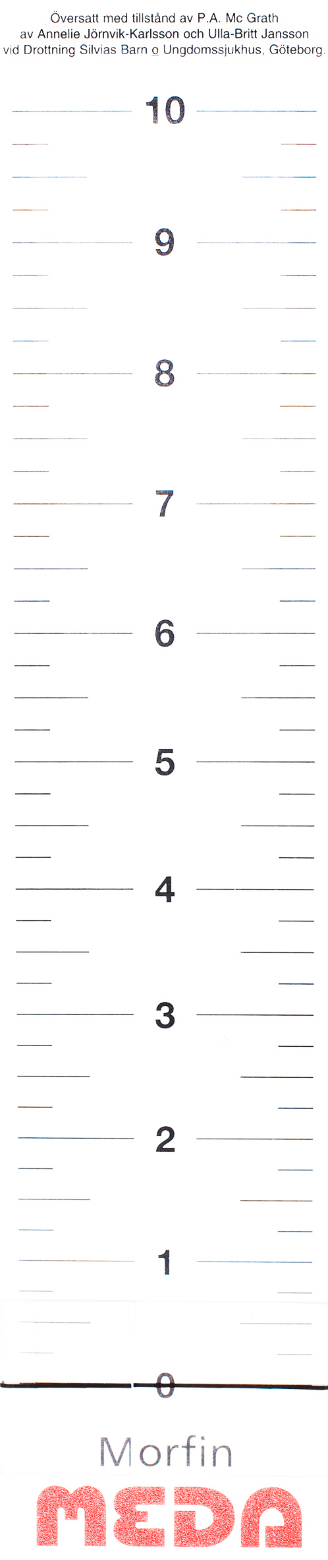 Översatt med tillstånd av P.A. Mc Grath
av Annelie Jörnvik-Karlsson och Ulla-Britt Jansson
vid Drottning Silvias Barn o Ungdomssjukhus, Göteborg.
10
9
8
7
6
5
4
3
2
1
0
Morfin
MEDA